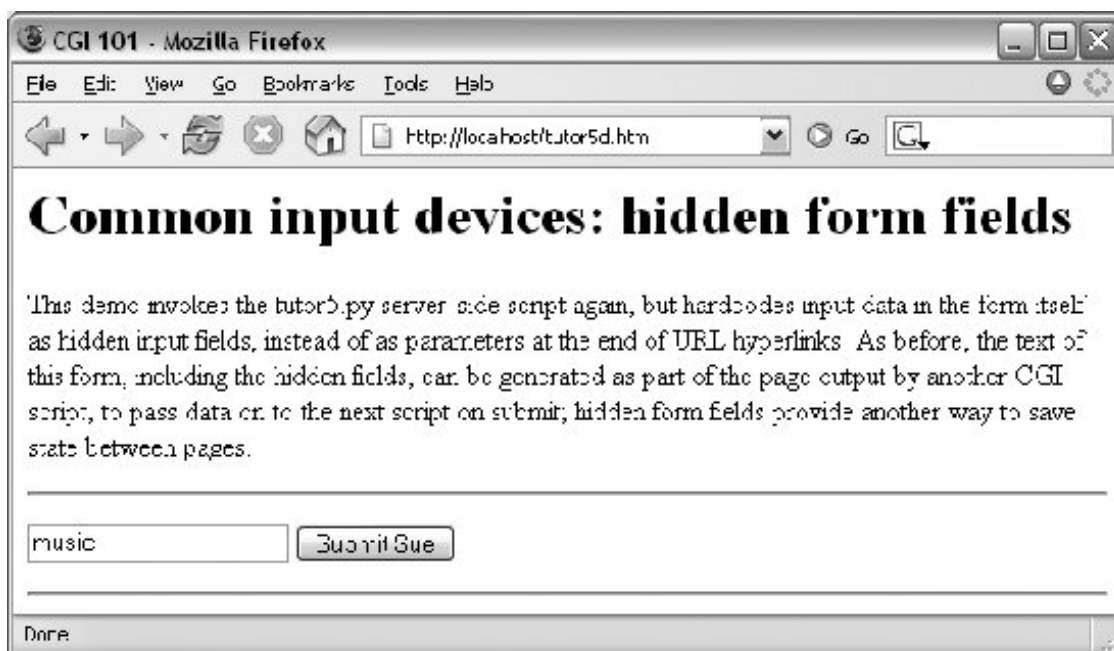 CGI 101 - Mozilla Firefox
File Edit View Go Bookmarks Tools Help
http://localhost/tutor5d.htm Go G
Common input devices: hidden form fields
This demo invokes the tutor5.py server-side script again, but hardcodes input data in the form itself
as hidden input fields, instead of as parameters at the end of URL hyperlinks. As before, the text of
this form, including the hidden fields, can be generated as part of the page output by another CGI
script, to pass data on to the next script on submit; hidden form fields provide another way to save
state between pages.
music Submit Sue
Done